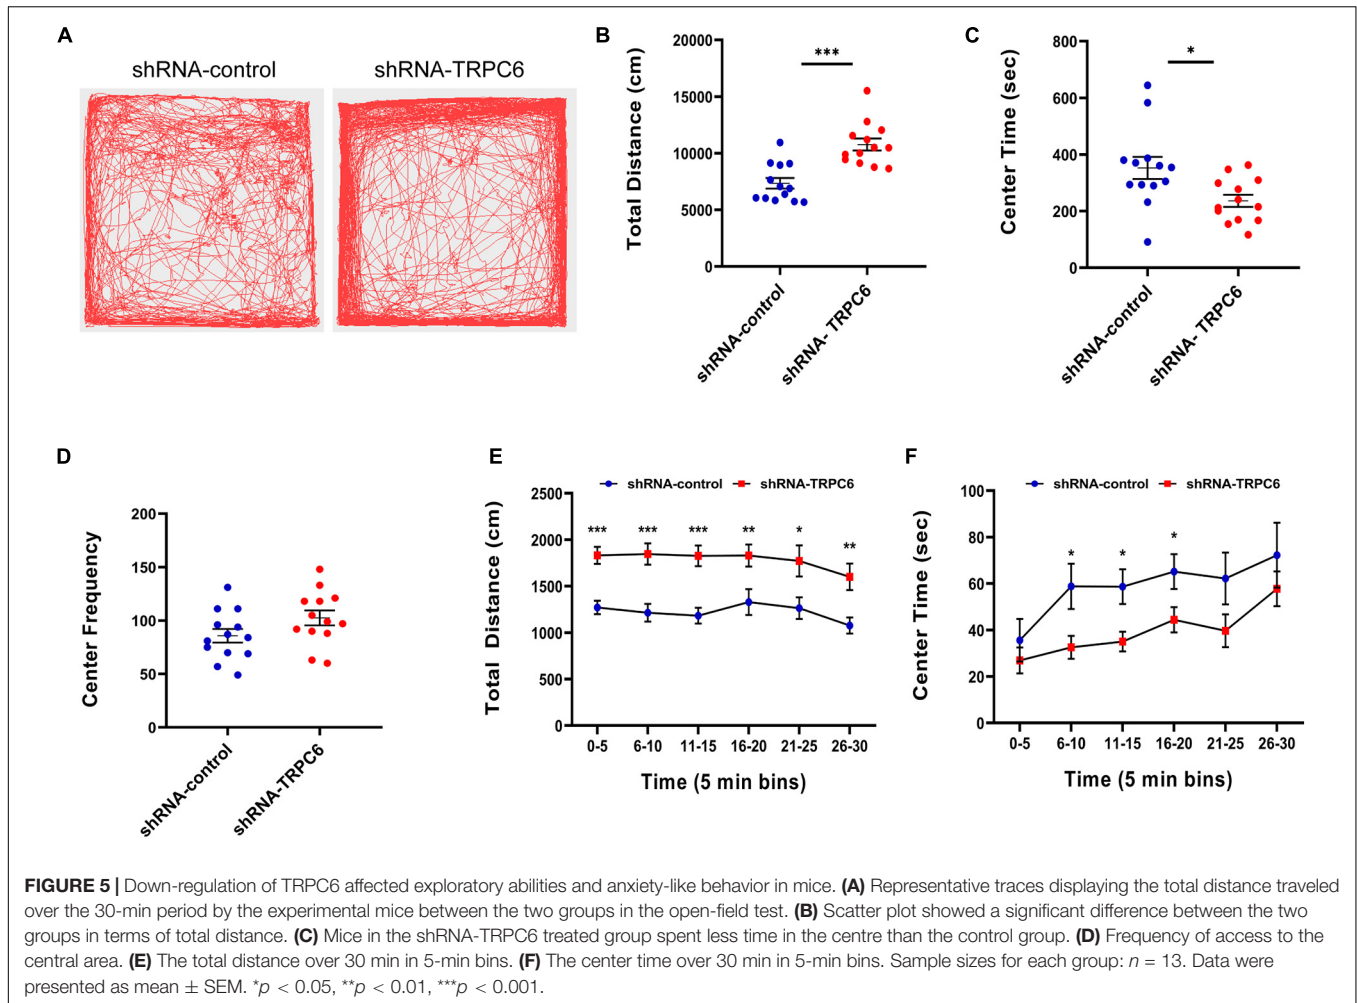 A
shRNA-control
shRNA-TRPC6
B
Total Distance (cm)
20000
15000
10000
5000
0
***
shRNA-control
shRNA- TRPC6
C
Center Time (sec)
800
600
400
200
0
*
shRNA-control
shRNA- TRPC6
D
Center Frequency
200
150
100
50
0
shRNA-control
shRNA-TRPC6
E
shRNA-control
shRNA-TRPC6
Total Distance (cm)
2500
2000
1500
1000
500
0
*** *** *** ** * **
0-5 6-10 11-15 16-20 21-25 26-30
Time (5 min bins)
F
shRNA-control
shRNA-TRPC6
Center Time (sec)
100
80
60
40
20
0
* * *
0-5 6-10 11-15 16-20 21-25 26-30
Time (5 min bins)
FIGURE 5 | Down-regulation of TRPC6 affected exploratory abilities and anxiety-like behavior in mice. (A) Representative traces displaying the total distance traveled
over the 30-min period by the experimental mice between the two groups in the open-field test. (B) Scatter plot showed a significant difference between the two
groups in terms of total distance. (C) Mice in the shRNA-TRPC6 treated group spent less time in the centre than the control group. (D) Frequency of access to the
central area. (E) The total distance over 30 min in 5-min bins. (F) The center time over 30 min in 5-min bins. Sample sizes for each group: n = 13. Data were
presented as mean ± SEM. *p < 0.05, **p < 0.01, ***p < 0.001.